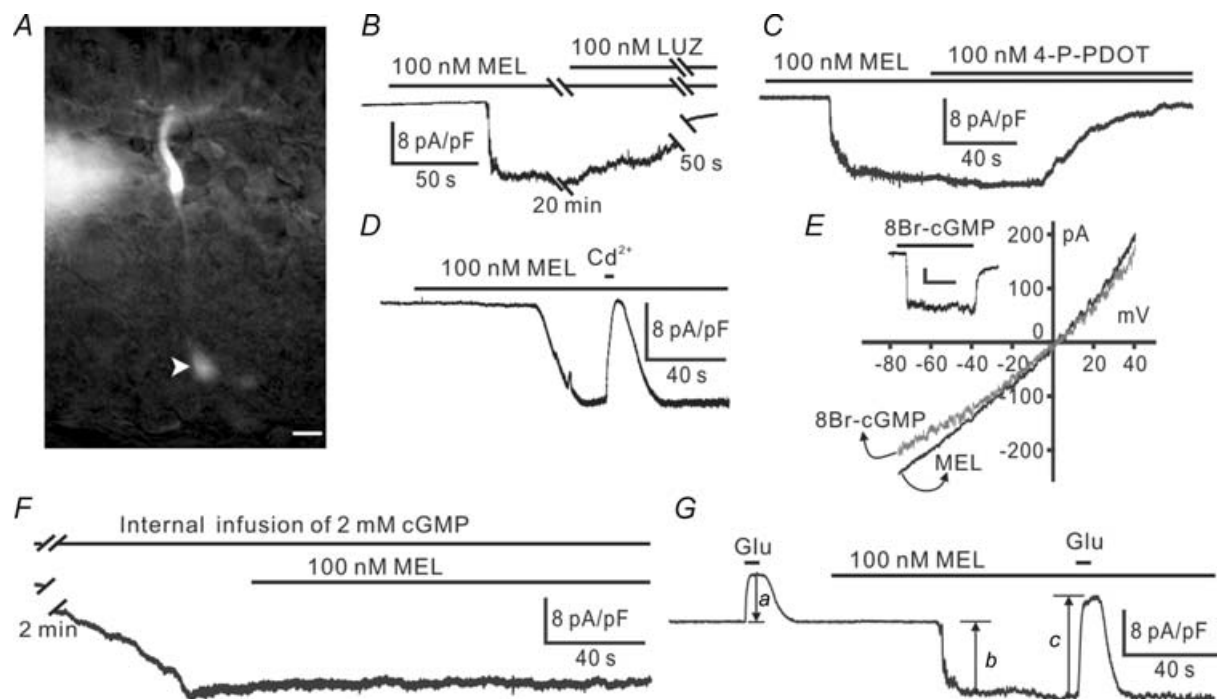 A
B
100 nM LUZ
100 nM MEL
8 pA/pF
50 s
20 min
50 s
C
100 nM 4-P-PDOT
100 nM MEL
8 pA/pF
40 s
D
Cd²⁺
100 nM MEL
8 pA/pF
40 s
E
8Br-cGMP
200
pA
100
mV
0
-80 -60 -40 -20 20 40
-100
8Br-cGMP
-200
MEL
F
Internal infusion of 2 mM cGMP
100 nM MEL
2 min
8 pA/pF
40 s
G
Glu
Glu
100 nM MEL
a
b
c
8 pA/pF
40 s